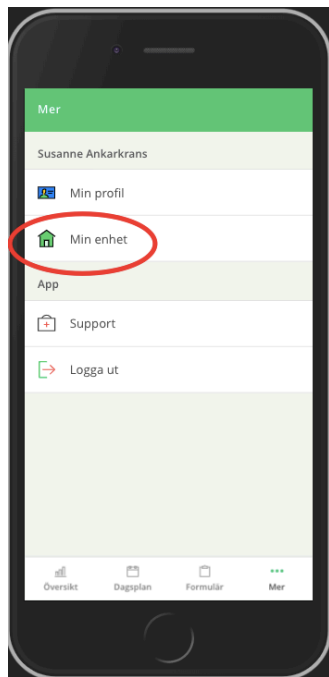 Mer
Susanne Ankarkrans
Min profil
Min enhet
App
Support
Logga ut
Översikt Dagsplan Formulär Mer